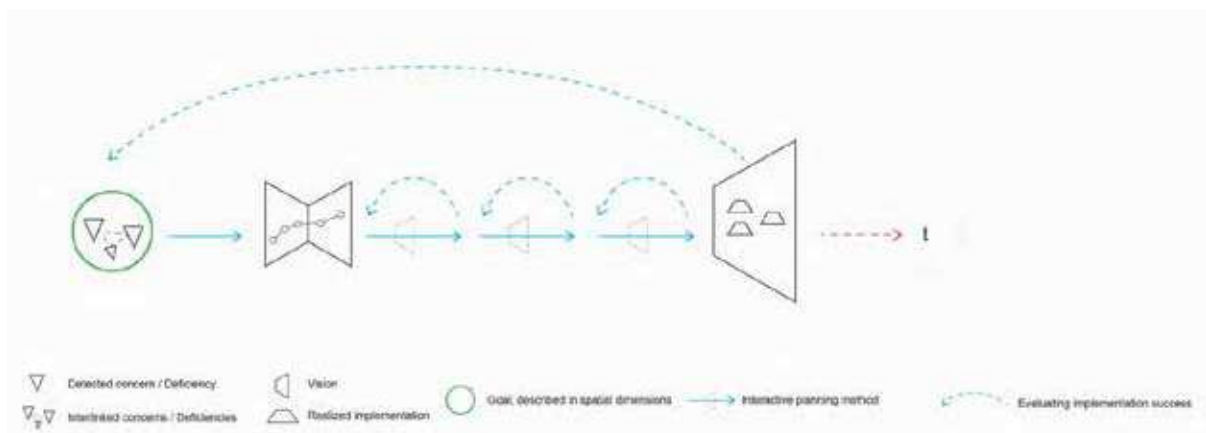 t
Detected concern / Deficiency
Vision
Goal, described in spatial dimensions
Interactive planning method
Evaluating implementation success
Interlinked concerns / Deficiencies
Realized implementation